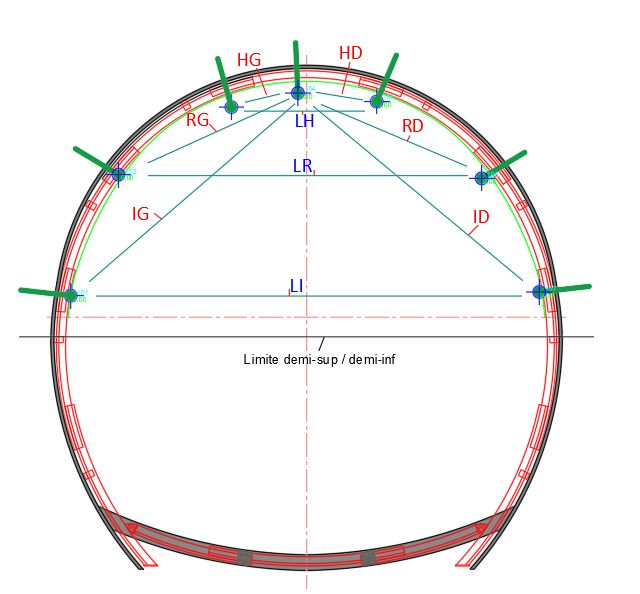 HG
HD
RG
LH
RD
LR
IG
ID
LI
Limite demi-sup / demi-inf